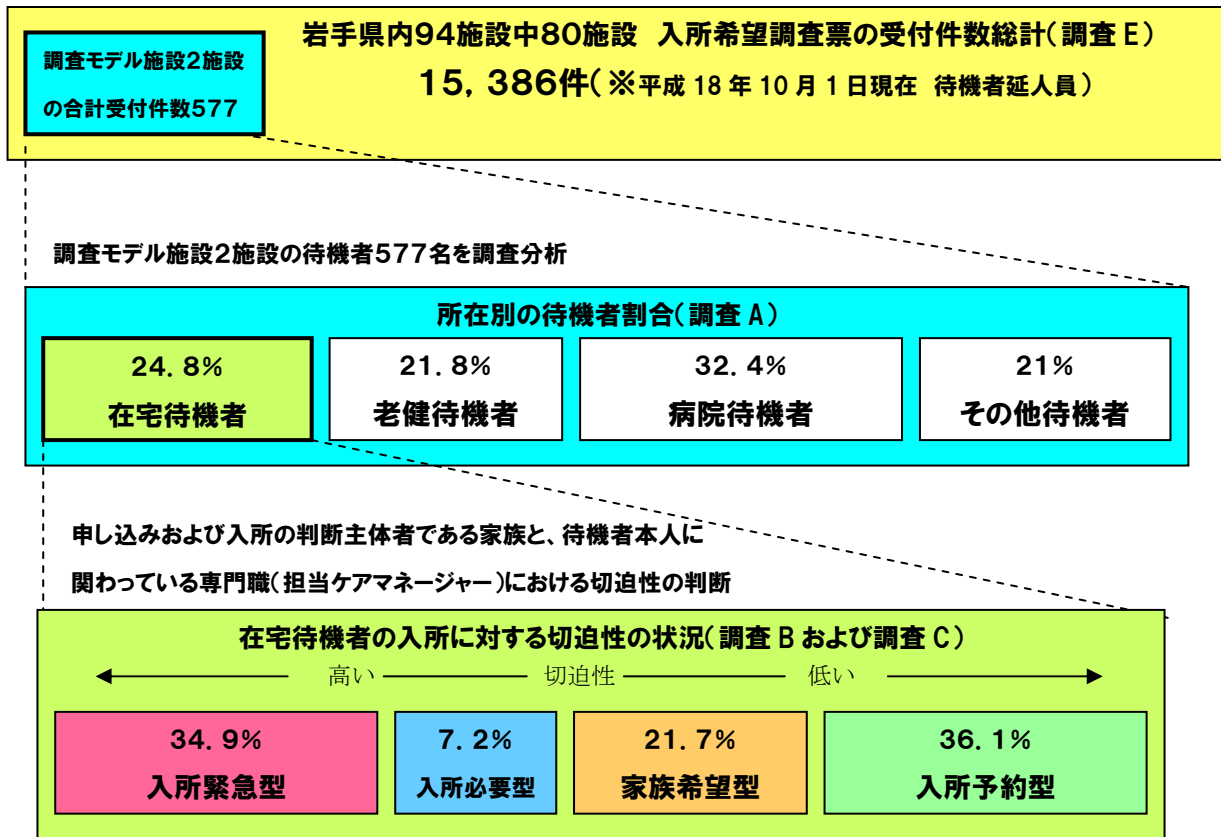 岩手県内94施設中80施設 入所希望調査票の受付件数総計(調査E)
15,386件(※平成18年10月1日現在 待機者延人員)
調査モデル施設2施設
の合計受付件数577
調査モデル施設2施設の待機者577名を調査分析
所在別の待機者割合(調査A)
24.8%
在宅待機者
21.8%
老健待機者
32.4%
病院待機者
21%
その他待機者
申し込みおよび入所の判断主体者である家族と、待機者本人に
関わっている専門職(担当ケアマネージャー)における切迫性の判断
在宅待機者の入所に対する切迫性の状況(調査Bおよび調査C)
高い 切迫性 低い
34.9%
入所緊急型
7.2%
入所必要型
21.7%
家族希望型
36.1%
入所予約型